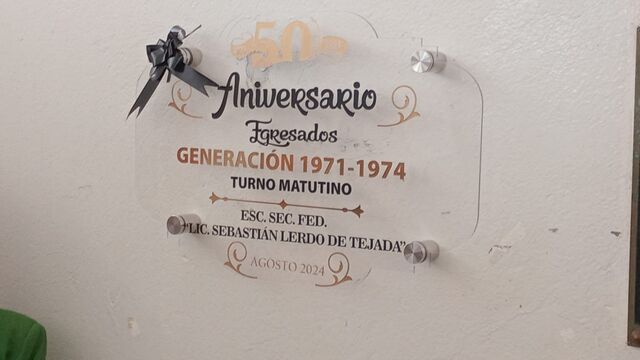 50
Aniversario
Egresados
GENERACIÓN 1971-1974
TURNO MATUTINO
ESC. SEC. FED.
"LIC. SEBASTIÁN LERDO DE TEJADA"
AGOSTO 2024